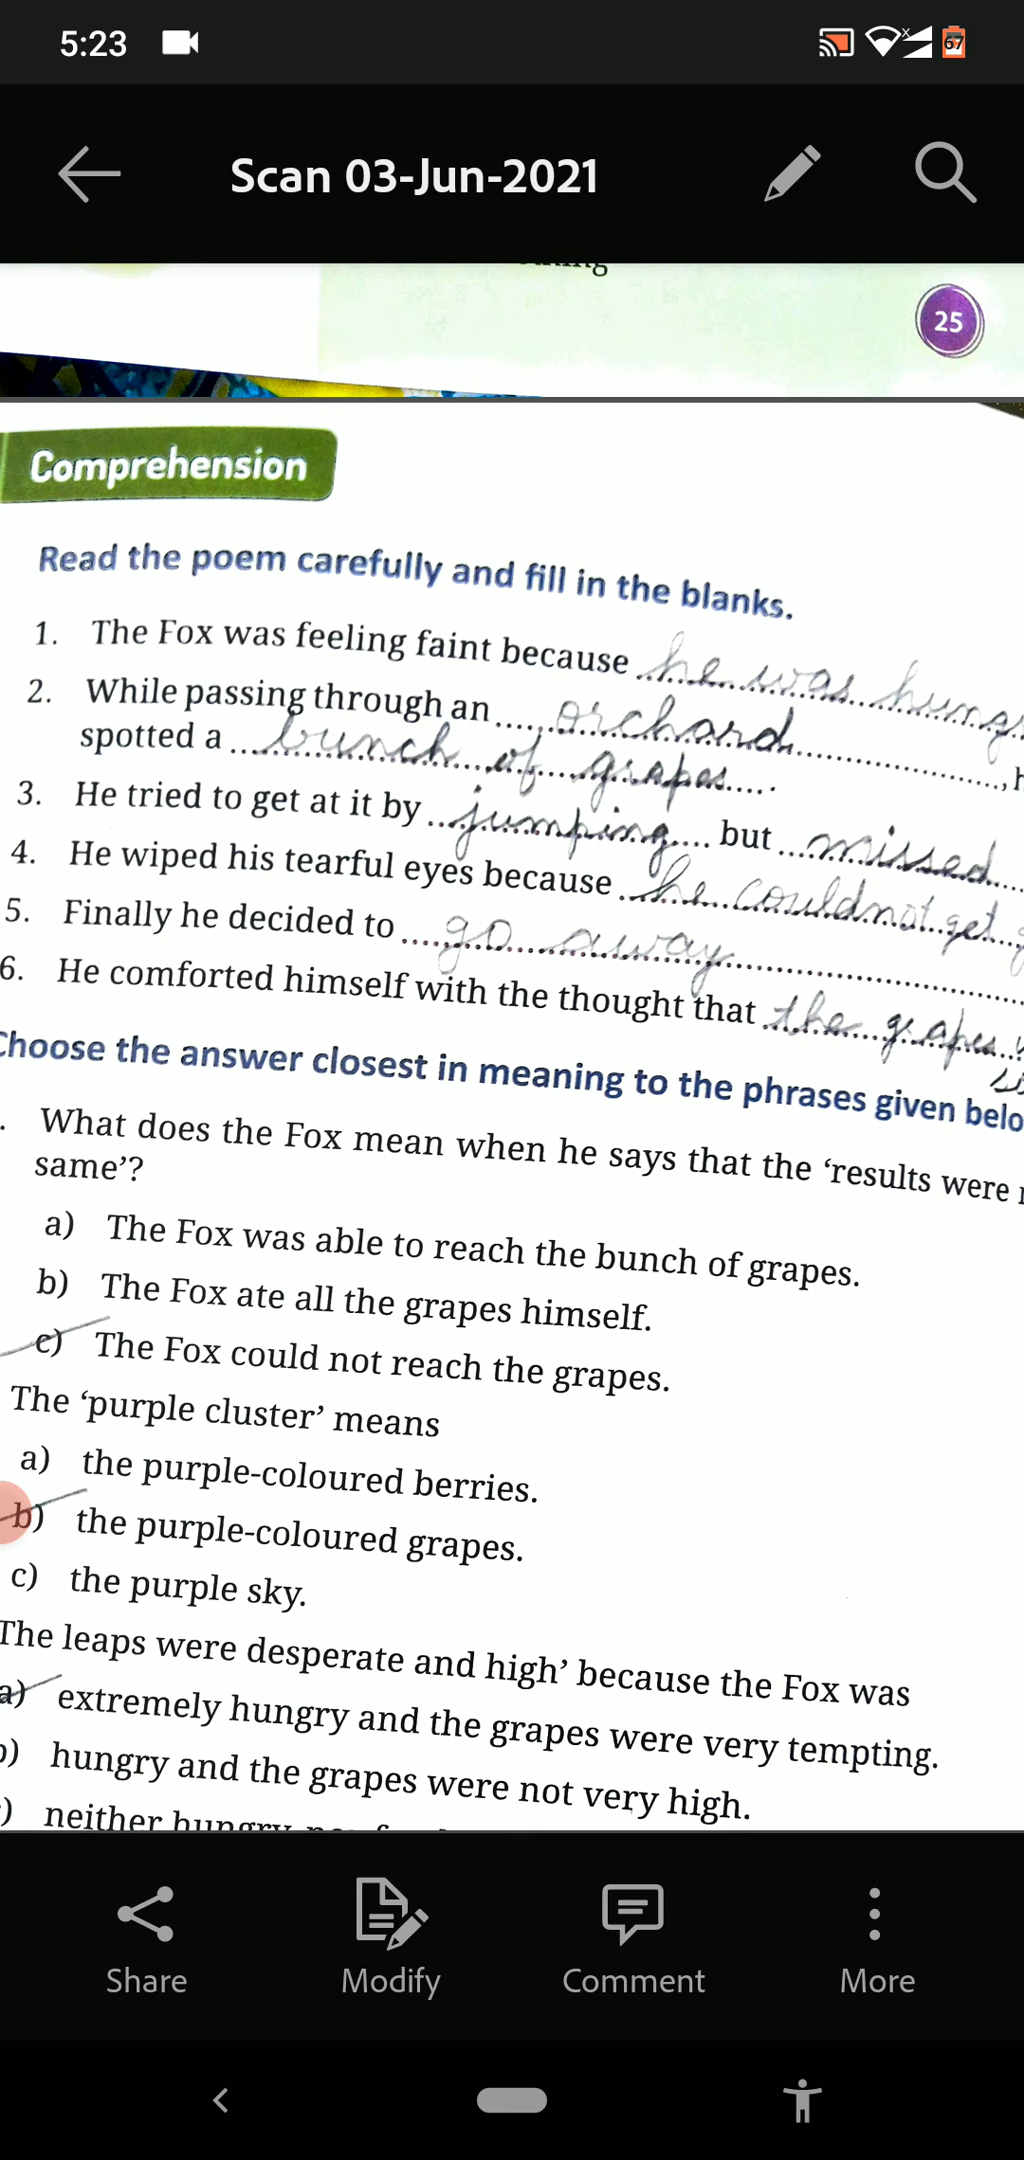 5:23
67
Scan 03-Jun-2021
25
Comprehension
Read the poem carefully and fill in the blanks.
1. The Fox was feeling faint because he was hung
2. While passing through an orchard, h
spotted a bunch of grapes.
3. He tried to get at it by jumping but missed
4. He wiped his tearful eyes because he couldnot get
5. Finally he decided to go away
6. He comforted himself with the thought that the grapes
Choose the answer closest in meaning to the phrases given belo
. What does the Fox mean when he says that the ‘results were
same’?
a) The Fox was able to reach the bunch of grapes.
b) The Fox ate all the grapes himself.
c) The Fox could not reach the grapes.
The ‘purple cluster’ means
a) the purple-coloured berries.
b) the purple-coloured grapes.
c) the purple sky.
The leaps were desperate and high’ because the Fox was
a) extremely hungry and the grapes were very tempting.
b) hungry and the grapes were not very high.
neither hungry
Share Modify Comment More